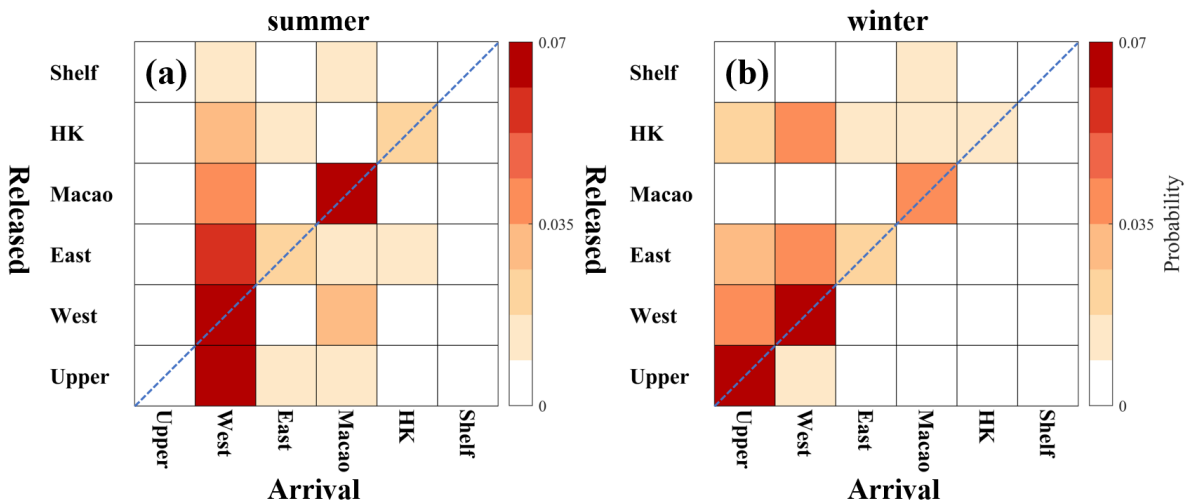 summer
(a)
Released
Shelf
HK
Macao
East
West
Upper
Upper
West
East
Macao
HK
Shelf
Arrival
0.07
0.035
0
winter
(b)
Released
Shelf
HK
Macao
East
West
Upper
Upper
West
East
Macao
HK
Shelf
Arrival
0.07
0.035
0
Probability